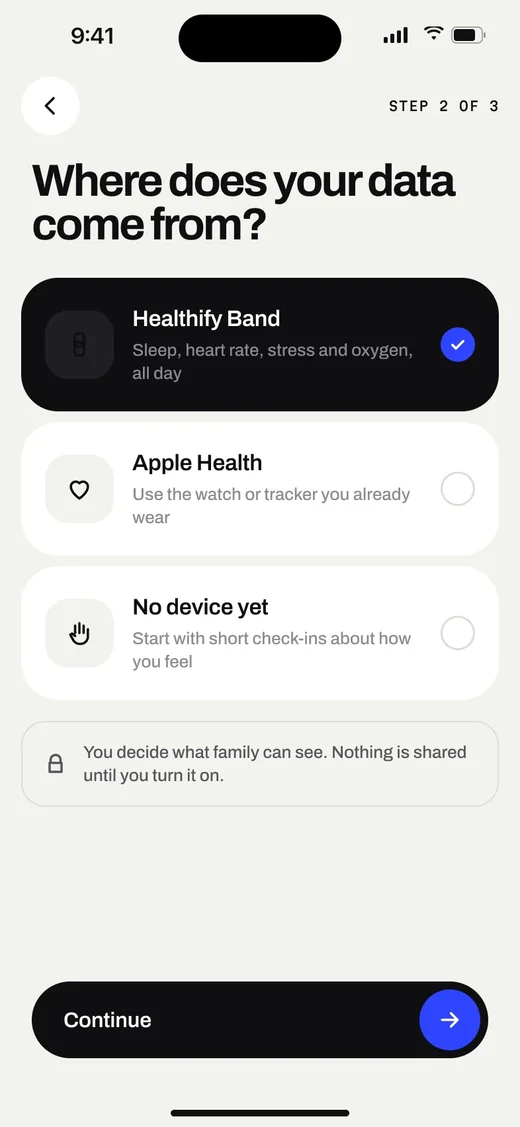 9:41
STEP 2 OF 3
Where does your data
come from?
Healthify Band
Sleep, heart rate, stress and oxygen,
all day
Apple Health
Use the watch or tracker you already
wear
No device yet
Start with short check-ins about how
you feel
You decide what family can see. Nothing is shared
until you turn it on.
Continue